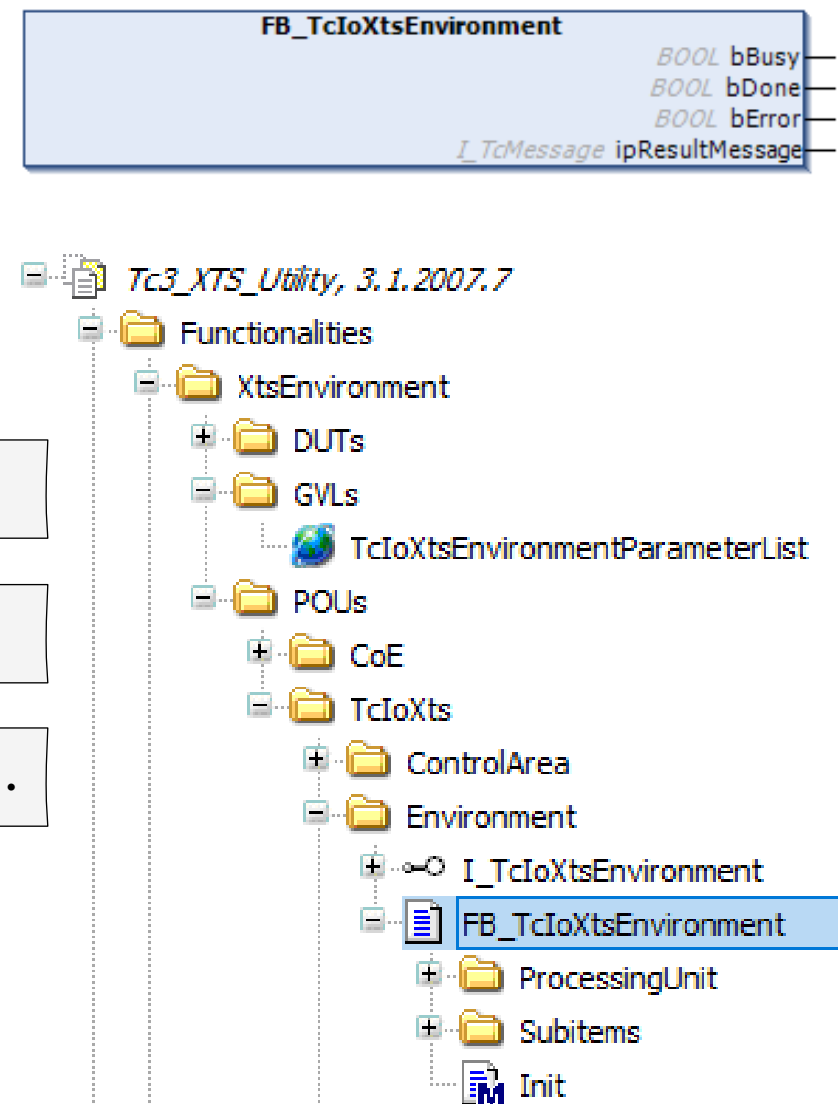 FB_TcIoXtsEnvironment
BOOL bBusy
BOOL bDone
BOOL bError
I_TcMessage ipResultMessage
Tc3_XTS_Utility, 3.1.2007.7
Functionalities
XtsEnvironment
DUTs
GVLs
TcIoXtsEnvironmentParameterList
POUs
CoE
TcIoXts
.
ControlArea
Environment
I_TcIoXtsEnvironment
FB_TcIoXtsEnvironment
ProcessingUnit
Subitems
Init